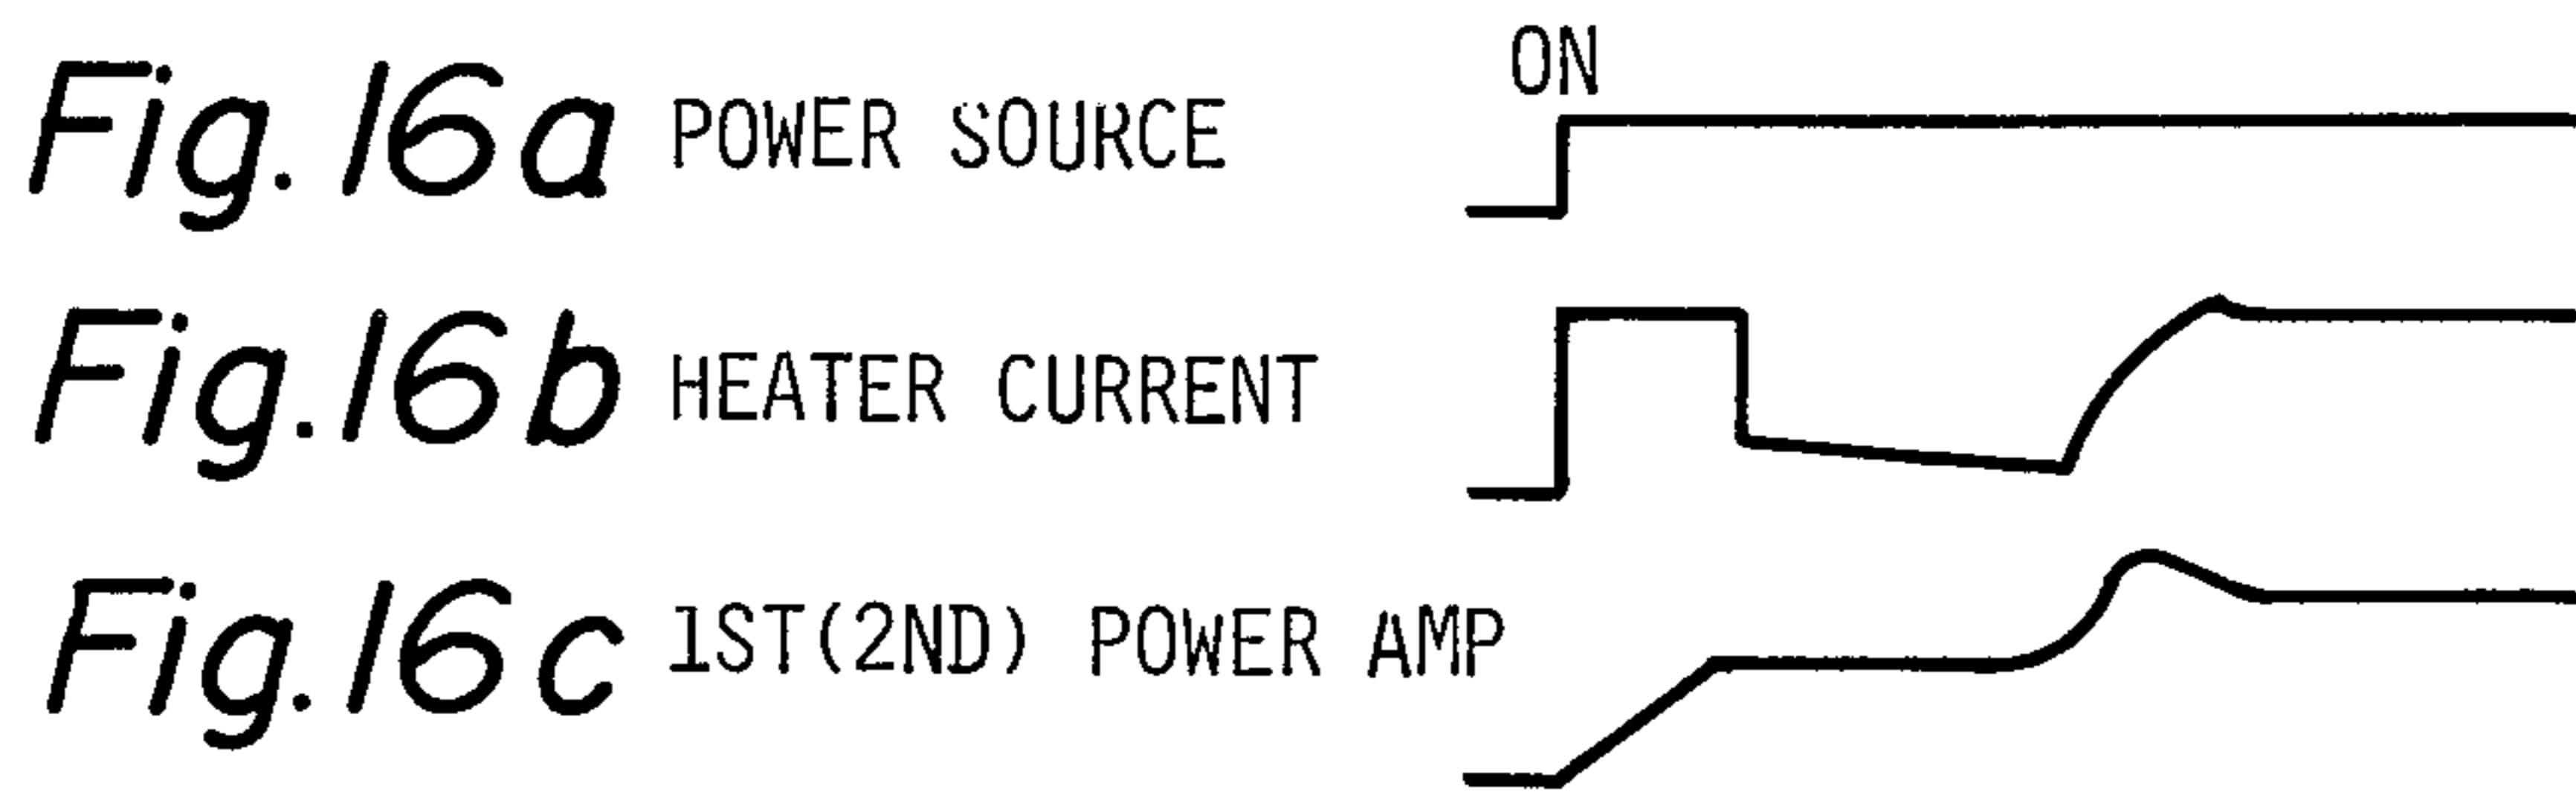 ON
Fig. 16a POWER SOURCE
Fig. 16b HEATER CURRENT
Fig. 16c 1ST(2ND) POWER AMP